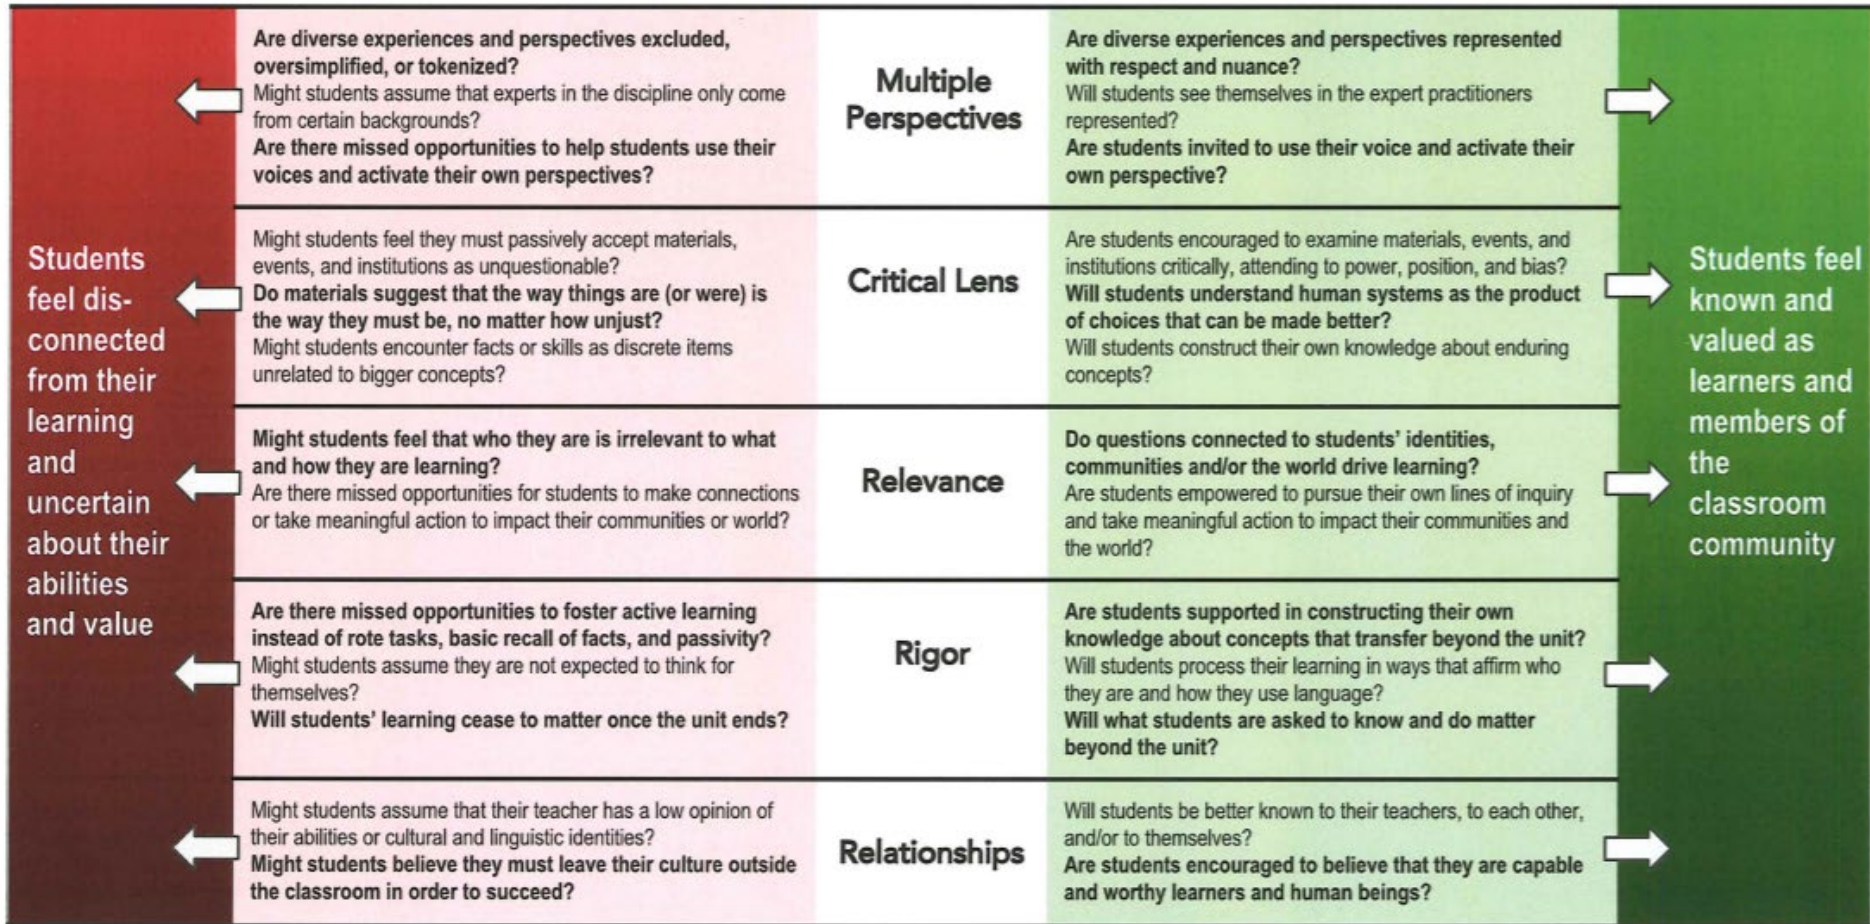 Students
feel dis-
connected
from their
learning
and
uncertain
about their
abilities
and value
Are diverse experiences and perspectives excluded,
oversimplified, or tokenized?
Might students assume that experts in the discipline only come
from certain backgrounds?
Are there missed opportunities to help students use their
voices and activate their own perspectives?
Multiple
Perspectives
Are diverse experiences and perspectives represented
with respect and nuance?
Will students see themselves in the expert practitioners
represented?
Are students invited to use their voice and activate their
own perspective?
Might students feel they must passively accept materials,
events, and institutions as unquestionable?
Do materials suggest that the way things are (or were) is
the way they must be, no matter how unjust?
Might students encounter facts or skills as discrete items
unrelated to bigger concepts?
Critical Lens
Are students encouraged to examine materials, events, and
institutions critically, attending to power, position, and bias?
Will students understand human systems as the product
of choices that can be made better?
Will students construct their own knowledge about enduring
concepts?
Might students feel that who they are is irrelevant to what
and how they are learning?
Are there missed opportunities for students to make connections
or take meaningful action to impact their communities or world?
Relevance
Do questions connected to students' identities,
communities and/or the world drive learning?
Are students empowered to pursue their own lines of inquiry
and take meaningful action to impact their communities and
the world?
Are there missed opportunities to foster active learning
instead of rote tasks, basic recall of facts, and passivity?
Might students assume they are not expected to think for
themselves?
Will students' learning cease to matter once the unit ends?
Rigor
Are students supported in constructing their own
knowledge about concepts that transfer beyond the unit?
Will students process their learning in ways that affirm who
they are and how they use language?
Will what students are asked to know and do matter
beyond the unit?
Might students assume that their teacher has a low opinion of
their abilities or cultural and linguistic identities?
Might students believe they must leave their culture outside
the classroom in order to succeed?
Relationships
Will students be better known to their teachers, to each other,
and/or to themselves?
Are students encouraged to believe that they are capable
and worthy learners and human beings?
Students feel
known and
valued as
learners and
members of
the
classroom
community